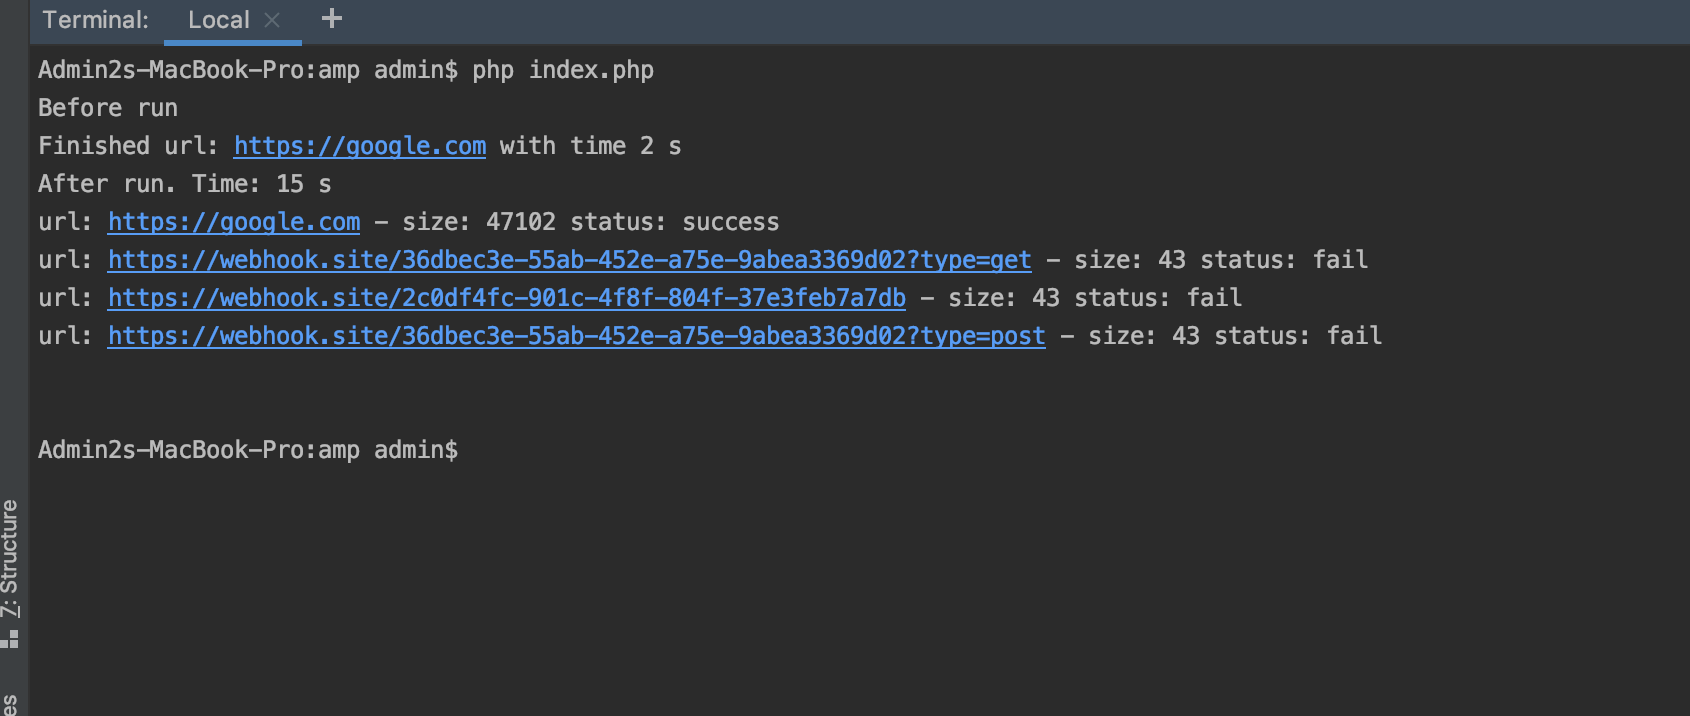 Terminal: Local × +
Admin2s-MacBook-Pro:amp admin$ php index.php
Before run
Finished url: https://google.com with time 2 s
After run. Time: 15 s
url: https://google.com – size: 47102 status: success
url: https://webhook.site/36dbec3e-55ab-452e-a75e-9abea3369d02?type=get – size: 43 status: fail
url: https://webhook.site/2c0df4fc-901c-4f8f-804f-37e3feb7a7db – size: 43 status: fail
url: https://webhook.site/36dbec3e-55ab-452e-a75e-9abea3369d02?type=post – size: 43 status: fail
Admin2s-MacBook-Pro:amp admin$
7: Structure